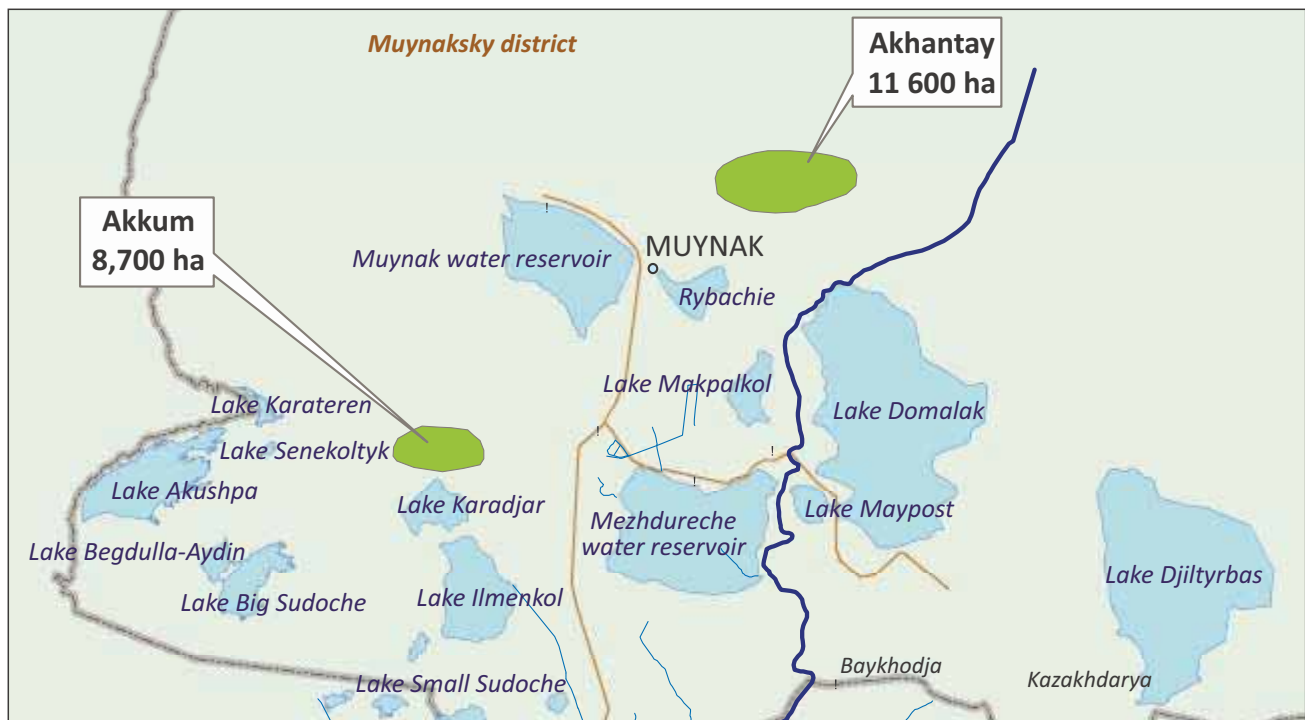 Muynaksky district
Akhantay
11 600 ha
Akkum
8,700 ha
MUYNAK
Muynak water reservoir
Rybachie
Lake Makpalkol
Lake Karateren
Lake Domalak
Lake Senekoltyk
Lake Akushpa
Lake Karadjar
Lake Maypost
Mezhdureche
water reservoir
Lake Begdulla-Aydin
Lake Djiltyrbas
Lake Big Sudoche
Lake Ilmenkol
Baykhodja
Kazakhdarya
Lake Small Sudoche